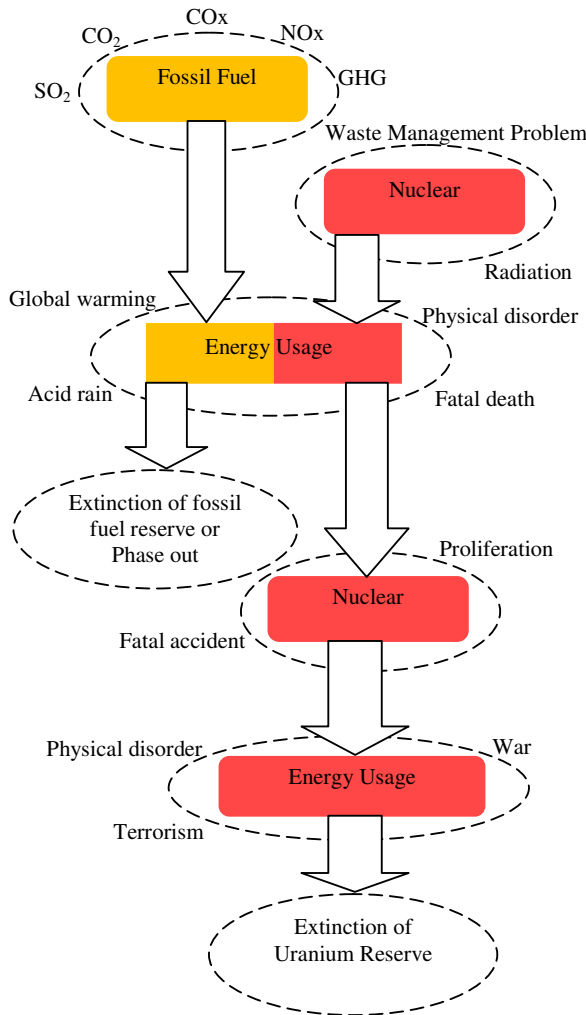 COx
CO₂
NOx
SO₂
Fossil Fuel
GHG
Waste Management Problem
Nuclear
Radiation
Global warming
Physical disorder
Energy Usage
Acid rain
Fatal death
Extinction of fossil
fuel reserve or
Phase out
Proliferation
Nuclear
Fatal accident
Physical disorder
War
Energy Usage
Terrorism
Extinction of
Uranium Reserve